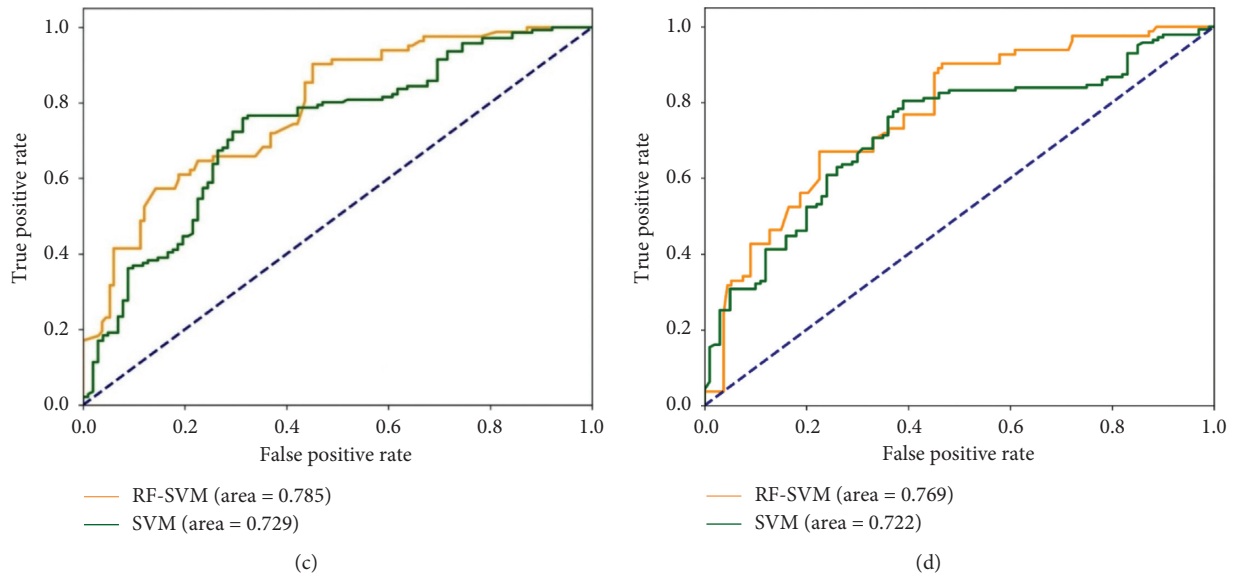 1.0
0.8
0.6
0.4
0.2
0.0
True positive rate
0.0 0.2 0.4 0.6 0.8 1.0
False positive rate
RF-SVM (area = 0.785)
SVM (area = 0.729)
(c)
1.0
0.8
0.6
0.4
0.2
0.0
True positive rate
0.0 0.2 0.4 0.6 0.8 1.0
False positive rate
RF-SVM (area = 0.769)
SVM (area = 0.722)
(d)